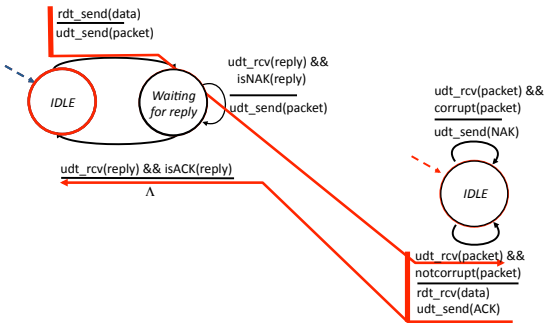 rdt_send(data)
udt_send(packet)
IDLE
Waiting
for reply
udt_rcv(reply) &&
isNAK(reply)
udt_send(packet)
udt_rcv(reply) && isACK(reply)
Λ
udt_rcv(packet) &&
corrupt(packet)
udt_send(NAK)
IDLE
udt_rcv(packet) &&
notcorrupt(packet)
rdt_rcv(data)
udt_send(ACK)